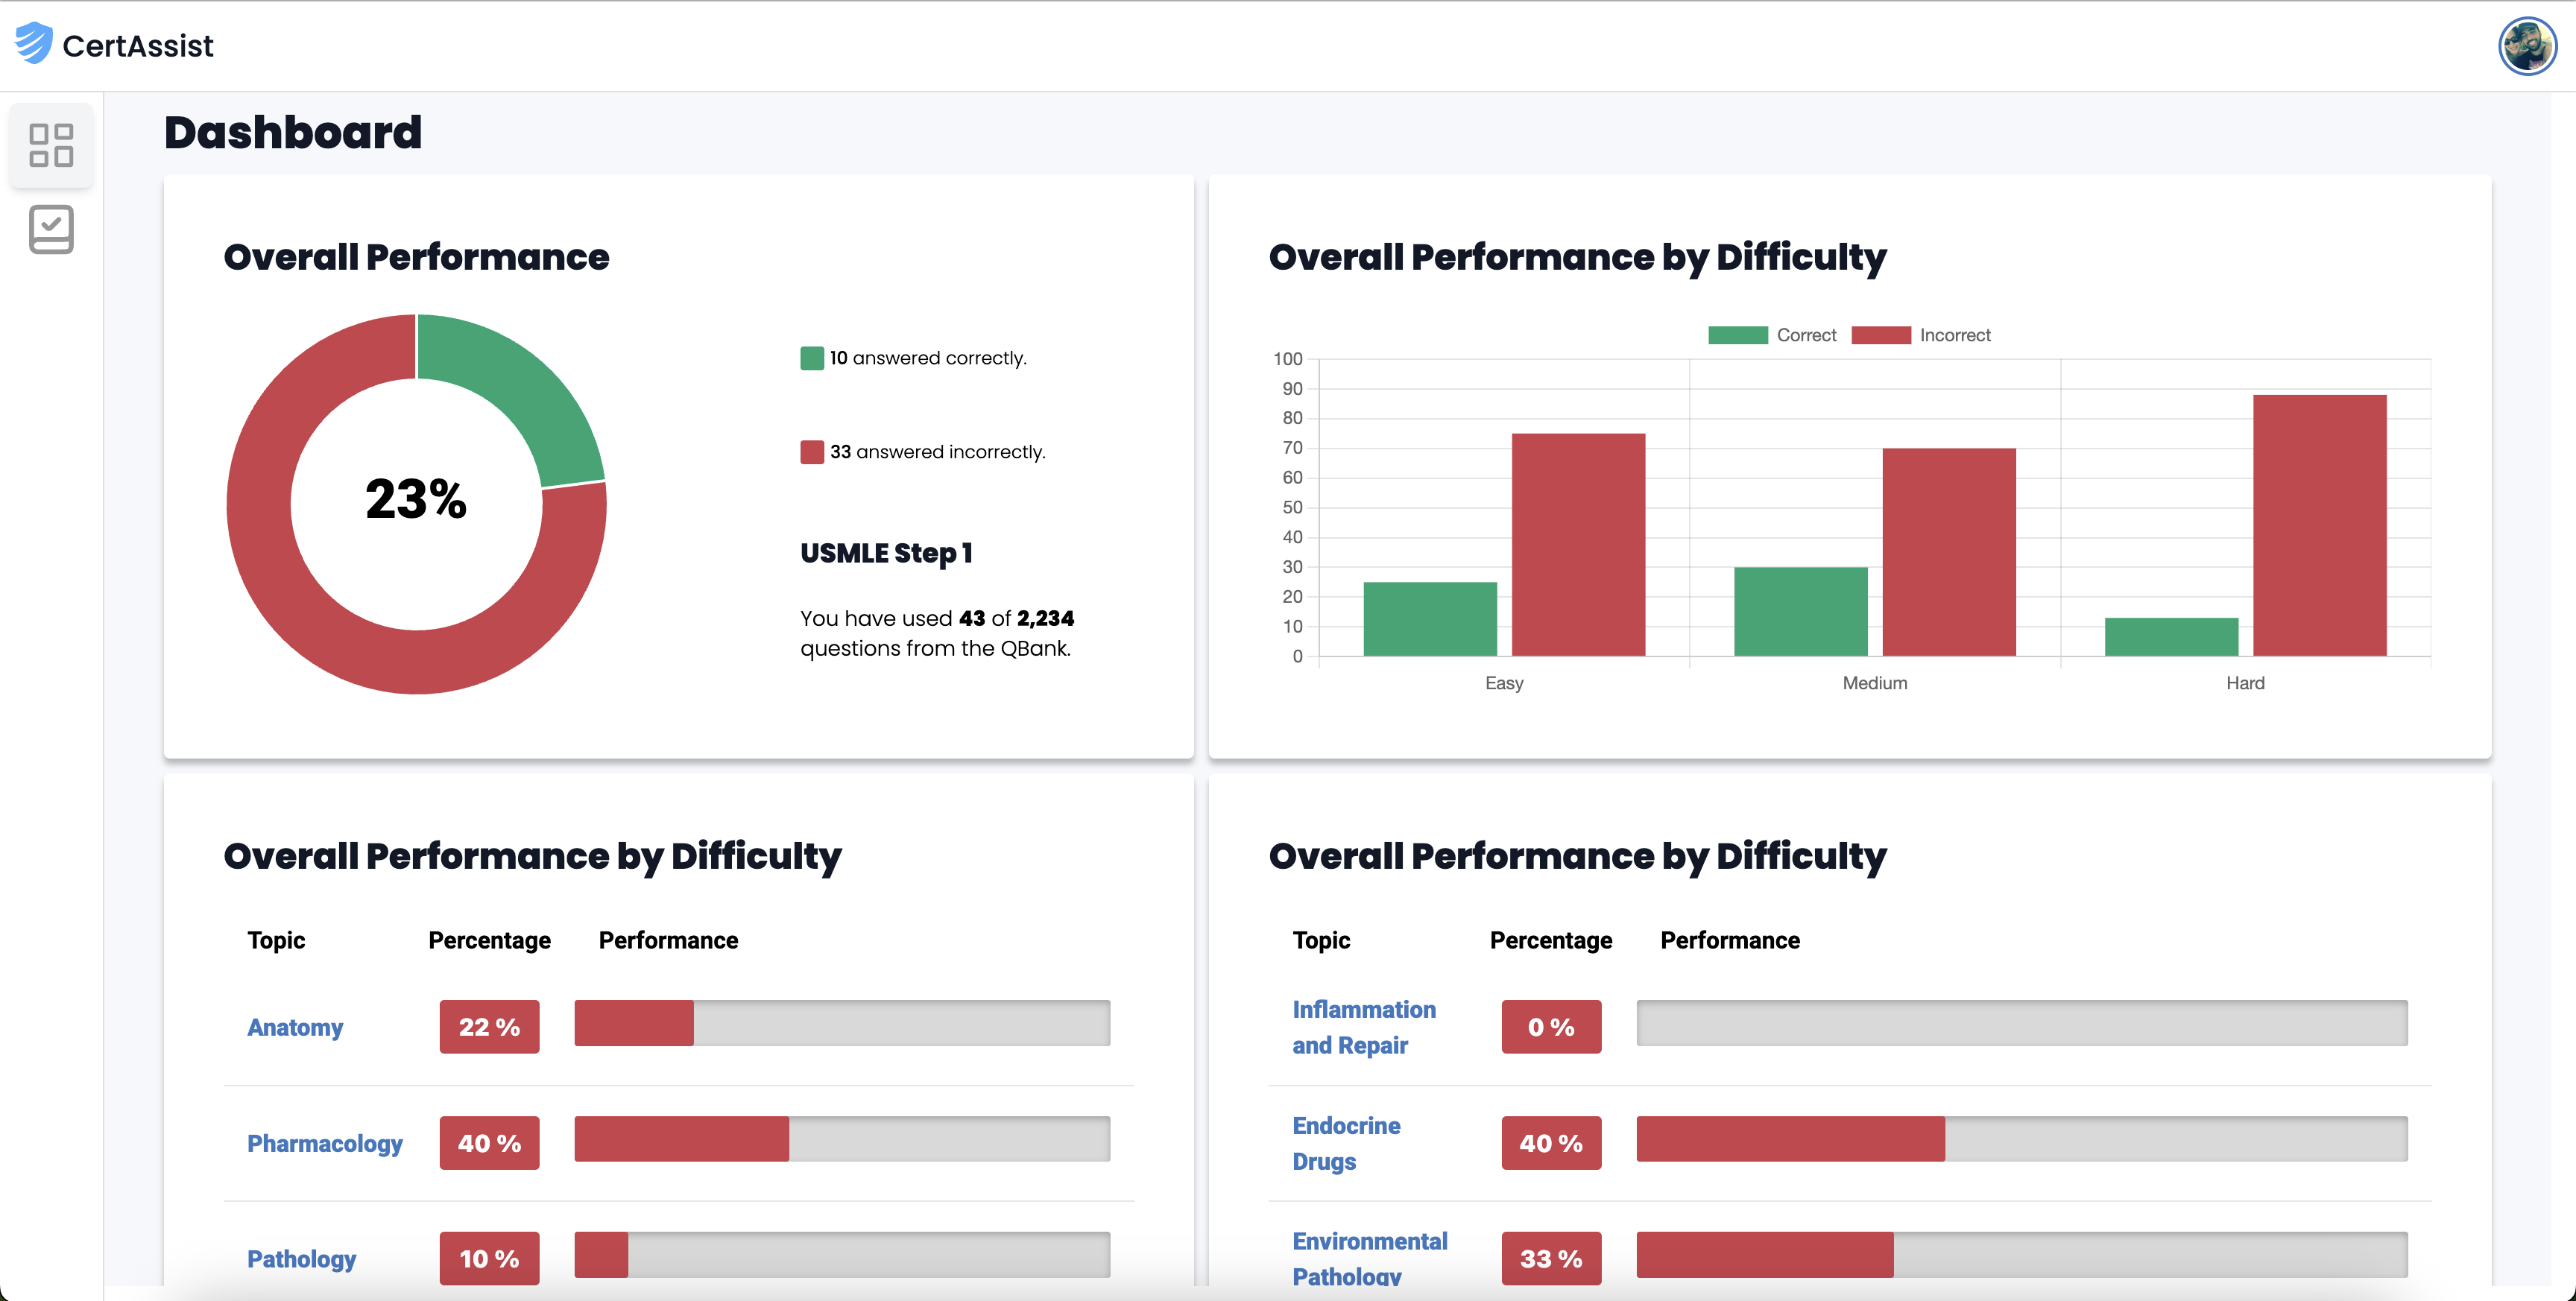 CertAssist
Dashboard
Overall Performance
23%
10 answered correctly.
33 answered incorrectly.
USMLE Step 1
You have used 43 of 2,234
questions from the QBank.
Overall Performance by Difficulty
Correct
Incorrect
100
90
80
70
60
50
40
30
20
10
0
Easy
Medium
Hard
Overall Performance by Difficulty
Topic
Percentage
Performance
Anatomy
22 %
Pharmacology
40 %
Pathology
10 %
Overall Performance by Difficulty
Topic
Percentage
Performance
Inflammation
and Repair
0 %
Endocrine
Drugs
40 %
Environmental
Pathology
33 %